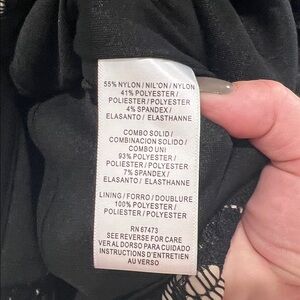 55% NYLON / NIL'ON / NYLON
41% POLYESTER /
POLIESTER / POLYESTER
4% SPANDEX /
ELASANTO / ELASTHANNE
COMBO SOLID /
COMBINACION SOLIDO /
COMBO UNI
93% POLYESTER /
POLIESTER / POLYESTER
7% SPANDEX /
ELASANTO / ELASTHANNE
LINING / FORRO / DOUBLURE
100% POLYESTER /
POLIESTER / POLYESTER
RN 67473
SEE REVERSE FOR CARE
VER AL DORSO PARA CUIDADO
INSTRUCTIONS D'ENTRETIEN
AU VERSO